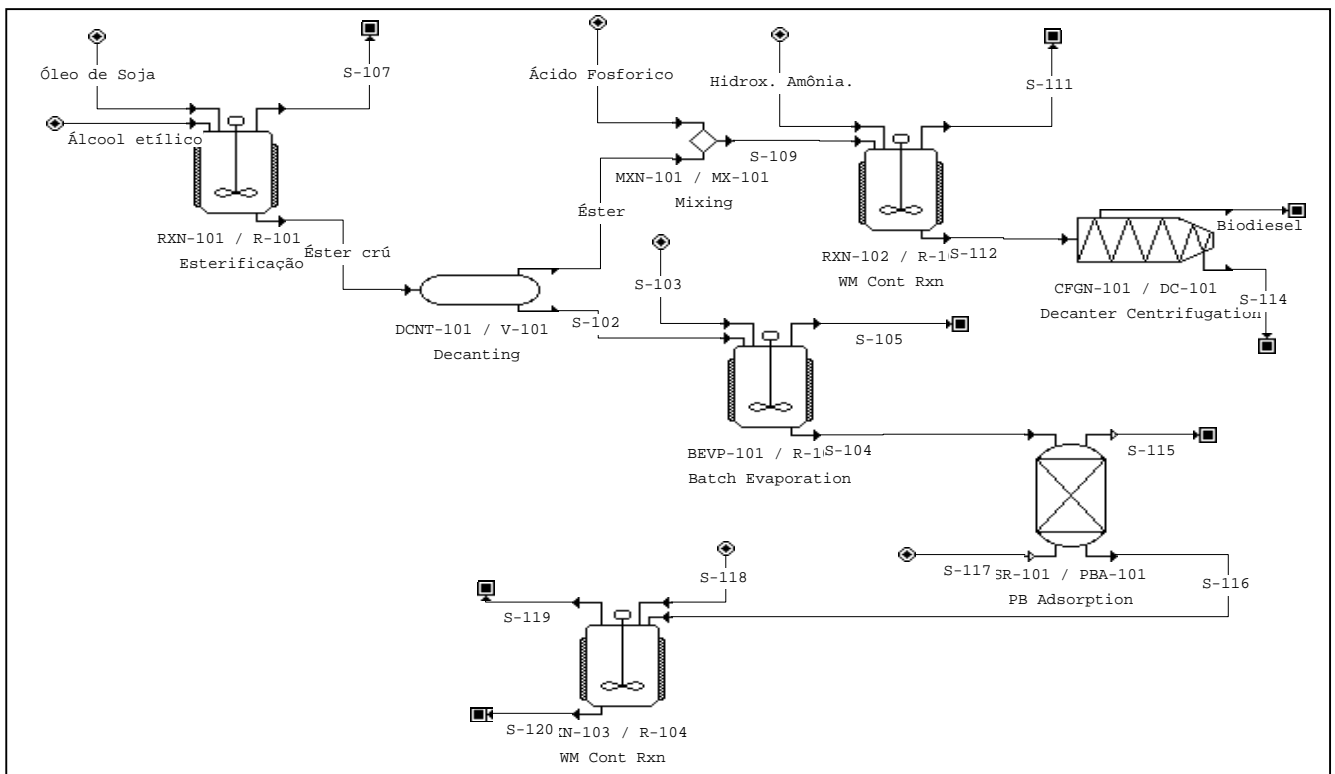 Óleo de Soja
S-107
Álcool etílico
RXN-101 / R-101
Esterificação
Éster crú
Ácido Fosforico
Hidrox. Amônia.
S-111
S-109
MXN-101 / MX-101
Mixing
Éster
RXN-102 / R-1
S-112
WM Cont Rxn
Biodiesel
CFGN-101 / DC-101
Decanter Centrifugation
S-114
S-103
S-102
DCNT-101 / V-101
Decanting
S-105
BEVP-101 / R-1
S-104
Batch Evaporation
S-115
S-117
SR-101 / PBA-101
PB Adsorption
S-116
S-118
S-119
S-120
N-103 / R-104
WM Cont Rxn